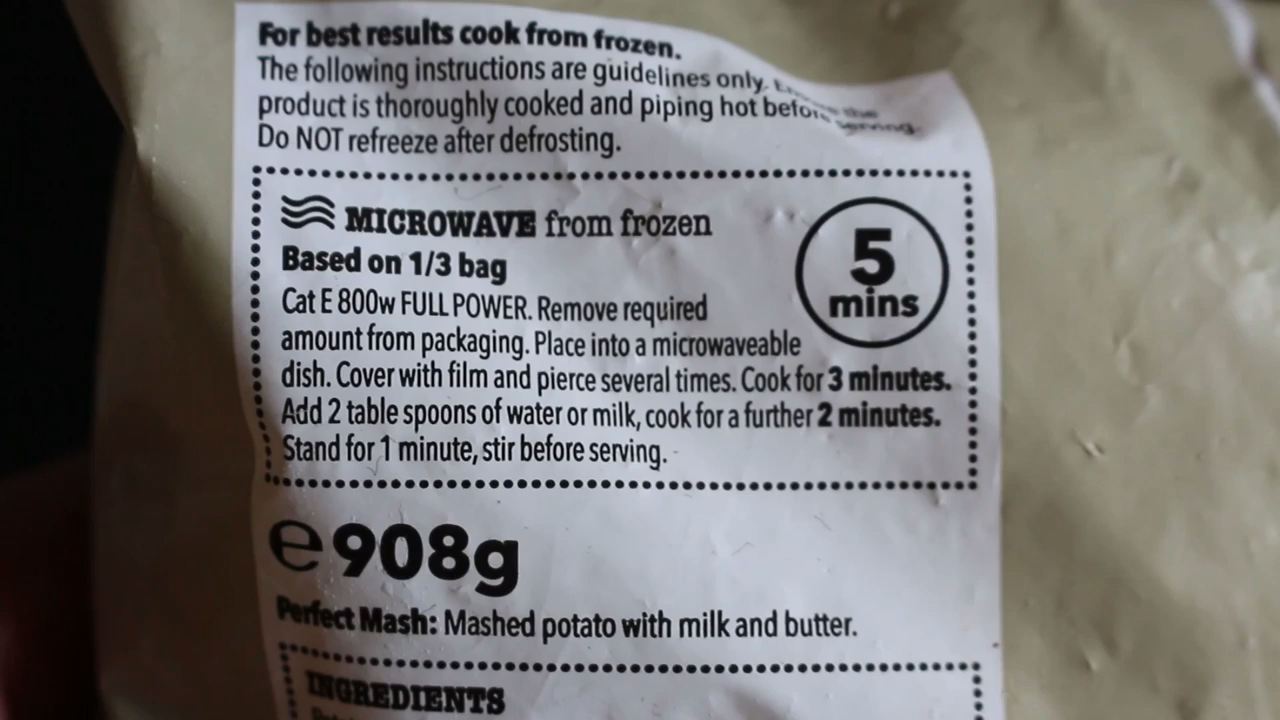 For best results cook from frozen.
The following instructions are guidelines only. Ensure the
product is thoroughly cooked and piping hot before serving.
Do NOT refreeze after defrosting.
MICROWAVE from frozen
5
mins
Based on 1/3 bag
Cat E 800w FULL POWER. Remove required
amount from packaging. Place into a microwaveable
dish. Cover with film and pierce several times. Cook for 3 minutes.
Add 2 table spoons of water or milk, cook for a further 2 minutes.
Stand for 1 minute, stir before serving.
℮908g
Perfect Mash: Mashed potato with milk and butter.
INGREDIENTS